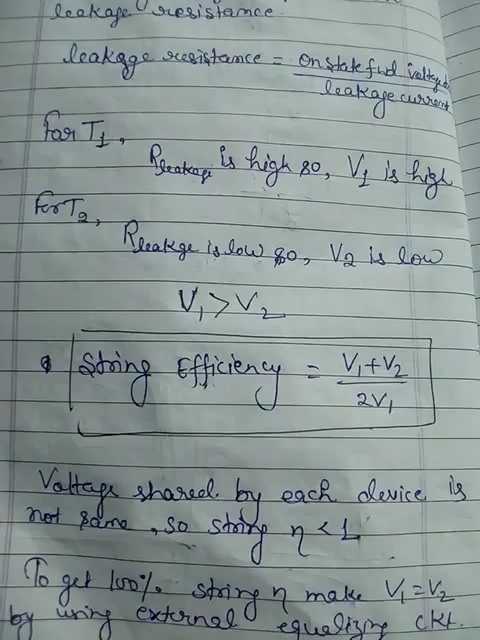 leakage resistance.
leakage resistance = on state fwd voltage
leakage current
For T1,
Rleakage is high so, V1 is high
For T2,
Rleakge is low so, V2 is low
V1 > V2
String Efficiency = V1+V2
2V1
Voltage shared by each device is
not same, so string η < 1.
To get 100% string η make V1 = V2
by using external equalizing ckt.